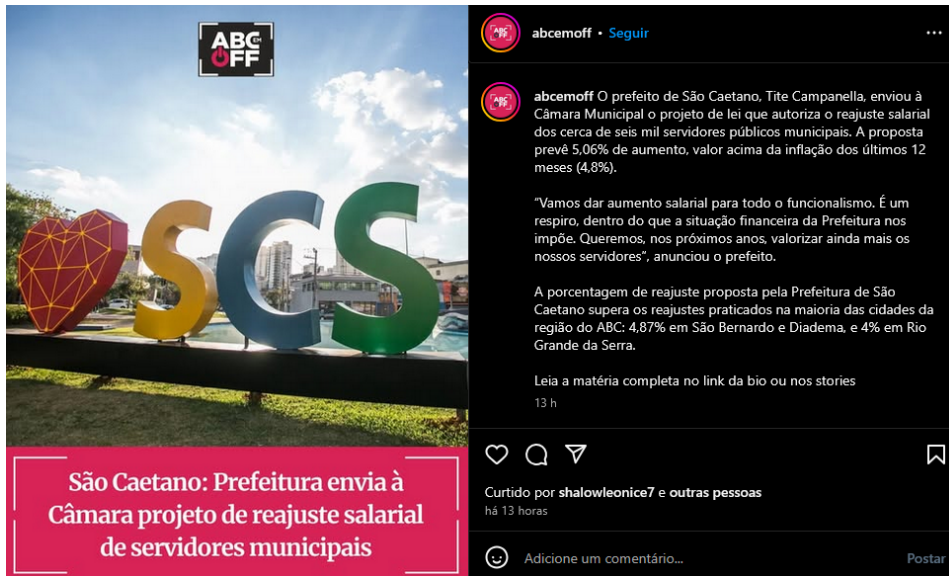 ABC EM
OFF
SCS
São Caetano: Prefeitura envia à
Câmara projeto de reajuste salarial
de servidores municipais
abcemoff • Seguir
abcemoff O prefeito de São Caetano, Tite Campanella, enviou à
Câmara Municipal o projeto de lei que autoriza o reajuste salarial
dos cerca de seis mil servidores públicos municipais. A proposta
prevê 5,06% de aumento, valor acima da inflação dos últimos 12
meses (4,8%).
“Vamos dar aumento salarial para todo o funcionalismo. É um
respiro, dentro do que a situação financeira da Prefeitura nos
impõe. Queremos, nos próximos anos, valorizar ainda mais os
nossos servidores”, anunciou o prefeito.
A porcentagem de reajuste proposta pela Prefeitura de São
Caetano supera os reajustes praticados na maioria das cidades da
região do ABC: 4,87% em São Bernardo e Diadema, e 4% em Rio
Grande da Serra.
Leia a matéria completa no link da bio ou nos stories
13 h
Curtido por shalowleonice7 e outras pessoas
há 13 horas
Adicione um comentário...
Postar